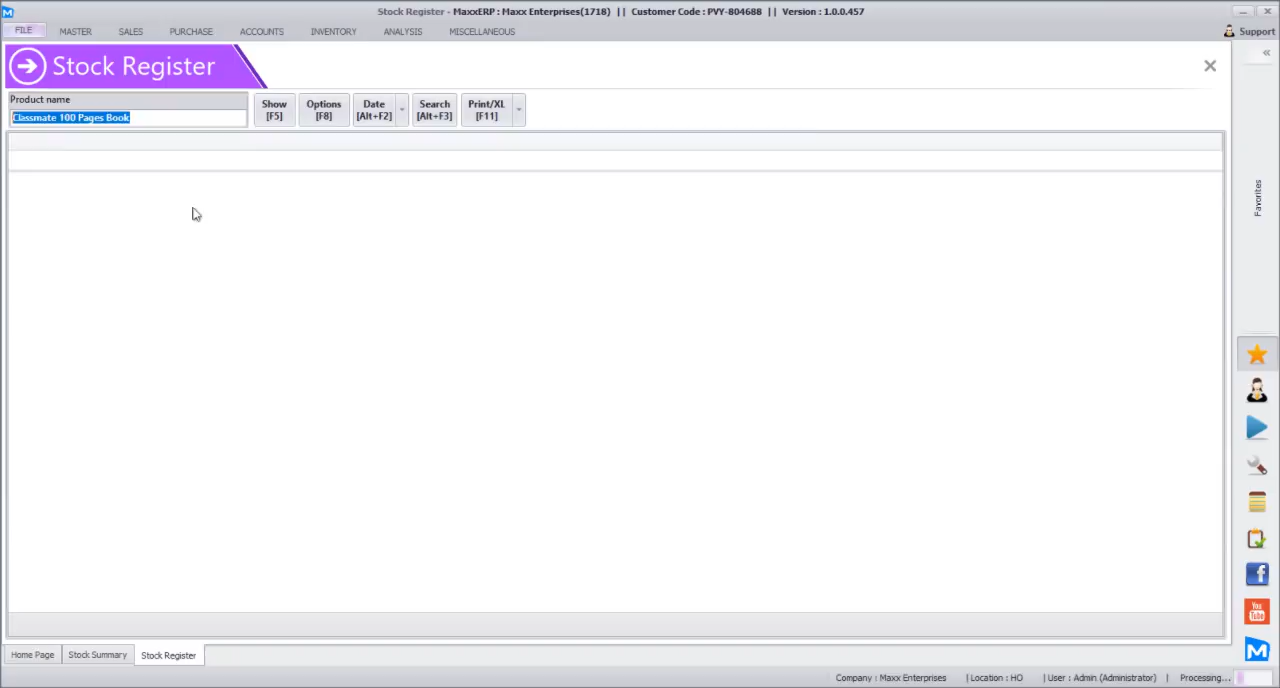 Stock Register - MaxxERP : Maxx Enterprises(1718) || Customer Code : PVY-804688 || Version : 1.0.0.457
FILE MASTER SALES PURCHASE ACCOUNTS INVENTORY ANALYSIS MISCELLANEOUS Support
Stock Register
Product name
Classmate 100 Pages Book
Show [F5]
Options [F8]
Date [Alt+F2]
Search [Alt+F3]
Print/XL [F11]
Favorites
You Tube
Home Page Stock Summary Stock Register
Company : Maxx Enterprises | Location : HO | User : Admin (Administrator) | Processing...